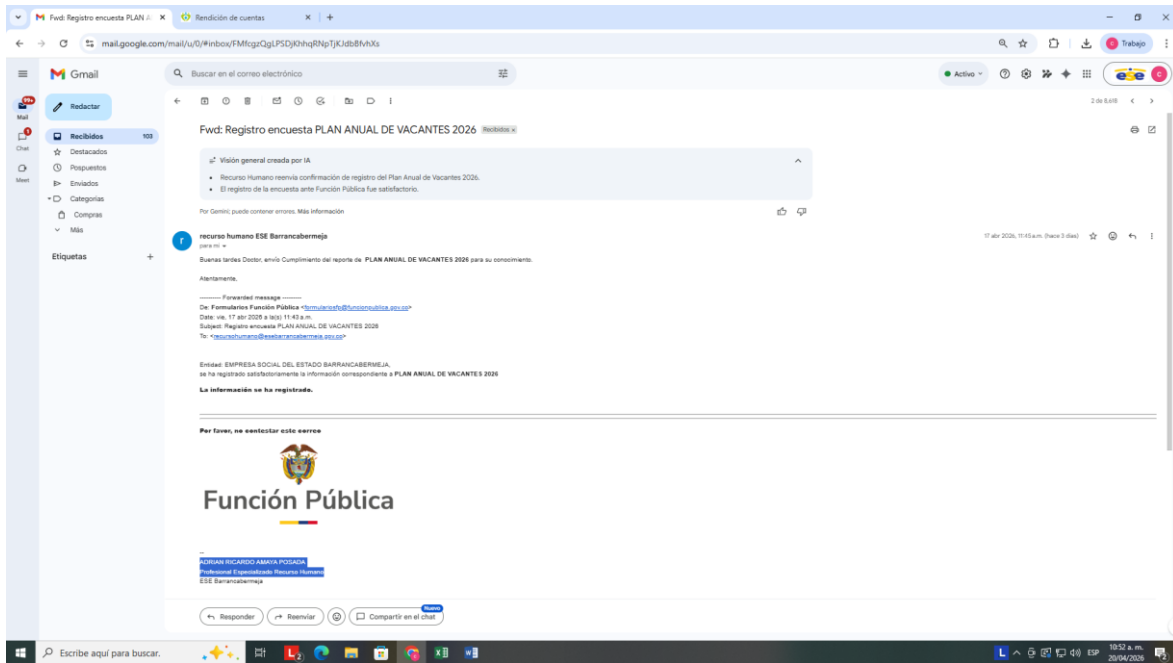 Fwd: Registro encuesta PLAN A
Rendición de cuentas
mail.google.com/mail/u/0/#inbox/FMfcgzQgLPSDjKhhqRNpTjKJdb8fvhXs
Trabajo
Gmail
Buscar en el correo electrónico
Activo
ese
99+
Mail
Redactar
2 de 8,618
Recibidos 103
Fwd: Registro encuesta PLAN ANUAL DE VACANTES 2026 Recibidos x
1
Chat
Destacados
Pospuestos
Meet
Enviados
Categorías
Compras
Más
Etiquetas +
Visión general creada por IA
Recurso Humano reenvía confirmación de registro del Plan Anual de Vacantes 2026.
El registro de la encuesta ante Función Pública fue satisfactorio.
Por Gemini; puede contener errores. Más información
r
recurso humano ESE Barrancabermeja
17 abr 2026, 11:45 a.m. (hace 3 días)
para mí
Buenas tardes Doctor, envío Cumplimiento del reporte de PLAN ANUAL DE VACANTES 2026 para su conocimiento.
Atentamente,
---------- Forwarded message ---------
De: Formularios Función Pública <formulariosfp@funcionpublica.gov.co>
Date: vie, 17 abr 2026 a la(s) 11:43 a.m.
Subject: Registro encuesta PLAN ANUAL DE VACANTES 2026
To: <recursohumano@esebarrancabermeja.gov.co>
Entidad: EMPRESA SOCIAL DEL ESTADO BARRANCABERMEJA,
se ha registrado satisfactoriamente la información correspondiente a PLAN ANUAL DE VACANTES 2026
La información se ha registrado.
Por favor, no contestar este correo
Función Pública
--
ADRIAN RICARDO AMAYA POSADA
Profesional Especializado Recurso Humano
ESE Barrancabermeja
Nuevo
Responder
Reenviar
Compartir en el chat
Escribe aquí para buscar.
ESP
10:52 a. m.
20/04/2026